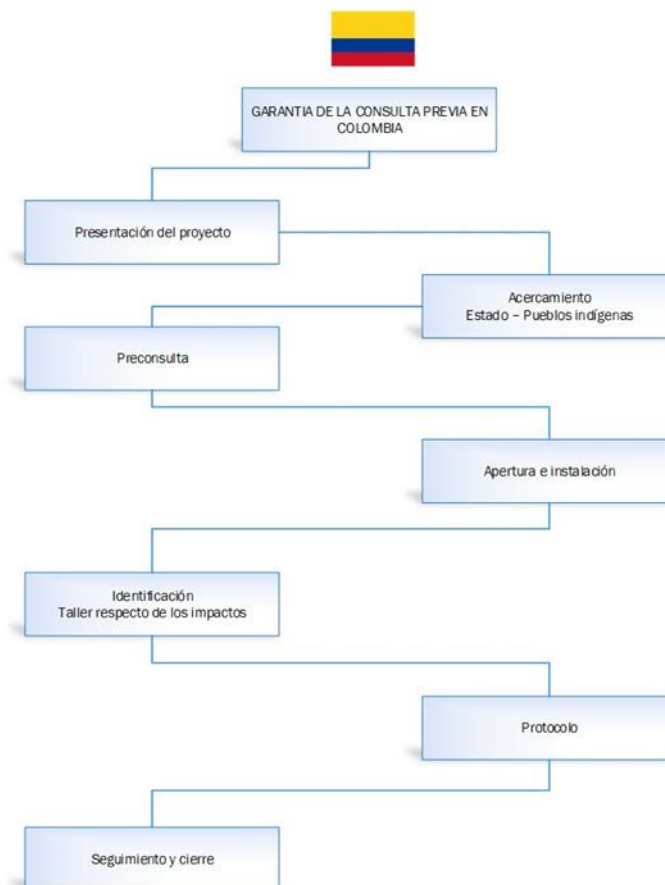 GARANTIA DE LA CONSULTA PREVIA EN
COLOMBIA
Presentación del proyecto
Acercamiento
Estado – Pueblos indígenas
Preconsulta
Apertura e instalación
Identificación
Taller respecto de los impactos
Protocolo
Seguimiento y cierre